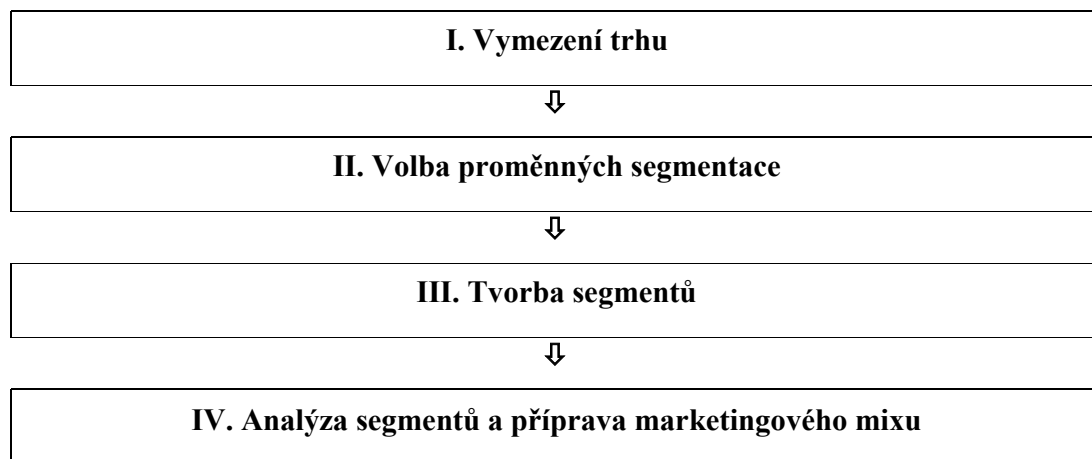 I. Vymezení trhu
II. Volba proměnných segmentace
III. Tvorba segmentů
IV. Analýza segmentů a příprava marketingového mixu